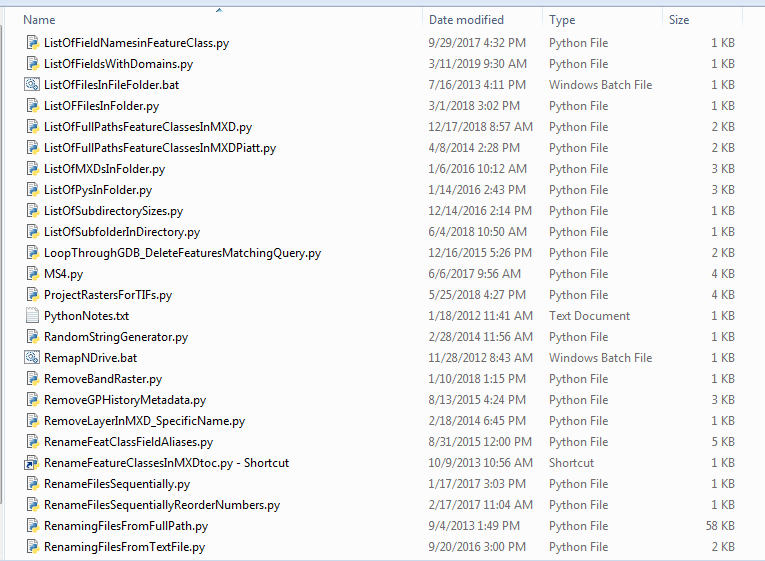 Name Date modified Type Size
ListOfFieldNamesinFeatureClass.py 9/29/2017 4:32 PM Python File 1 KB
ListOfFieldsWithDomains.py 3/11/2019 9:30 AM Python File 1 KB
ListOfFilesInFileFolder.bat 7/16/2013 4:11 PM Windows Batch File 1 KB
ListOFFilesInFolder.py 3/1/2018 3:02 PM Python File 1 KB
ListOfFullPathsFeatureClassesInMXD.py 12/17/2018 8:57 AM Python File 2 KB
ListOfFullPathsFeatureClassesInMXDPiatt.py 4/8/2014 2:28 PM Python File 2 KB
ListOfMXDsInFolder.py 1/6/2016 10:12 AM Python File 3 KB
ListOfPysInFolder.py 1/14/2016 2:43 PM Python File 3 KB
ListOfSubdirectorySizes.py 12/14/2016 2:14 PM Python File 1 KB
ListOfSubfolderInDirectory.py 6/4/2018 10:50 AM Python File 1 KB
LoopThroughGDB_DeleteFeaturesMatchingQuery.py 12/16/2015 5:26 PM Python File 2 KB
MS4.py 6/6/2017 9:56 AM Python File 4 KB
ProjectRastersForTIFs.py 5/25/2018 4:27 PM Python File 4 KB
PythonNotes.txt 1/18/2012 11:41 AM Text Document 1 KB
RandomStringGenerator.py 2/28/2014 11:56 AM Python File 1 KB
RemapNDrive.bat 11/28/2012 8:43 AM Windows Batch File 1 KB
RemoveBandRaster.py 1/10/2018 1:15 PM Python File 1 KB
RemoveGPHistoryMetadata.py 8/13/2015 4:24 PM Python File 3 KB
RemoveLayerInMXD_SpecificName.py 2/18/2014 6:45 PM Python File 1 KB
RenameFeatClassFieldAliases.py 8/31/2015 12:00 PM Python File 5 KB
RenameFeatureClassesInMXDtoc.py - Shortcut 10/9/2013 10:56 AM Shortcut 1 KB
RenameFilesSequentially.py 1/17/2017 3:03 PM Python File 1 KB
RenameFilesSequentiallyReorderNumbers.py 2/17/2017 11:04 AM Python File 1 KB
RenamingFilesFromFullPath.py 9/4/2013 1:49 PM Python File 58 KB
RenamingFilesFromTextFile.py 9/20/2016 3:00 PM Python File 2 KB